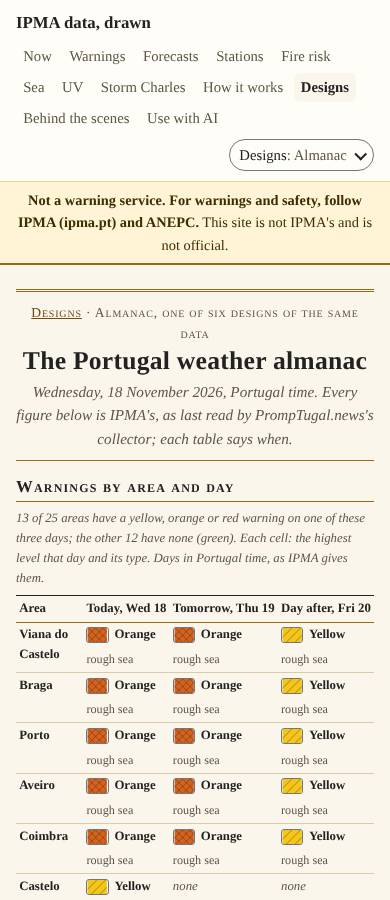 IPMA data, drawn
Now Warnings Forecasts Stations Fire risk
Sea UV Storm Charles How it works Designs
Behind the scenes Use with AI
Designs: Almanac
Not a warning service. For warnings and safety, follow
IPMA (ipma.pt) and ANEPC. This site is not IPMA's and is
not official.
Designs · Almanac, one of six designs of the same
data
The Portugal weather almanac
Wednesday, 18 November 2026, Portugal time. Every
figure below is IPMA's, as last read by PrompTugal.news's
collector; each table says when.
Warnings by area and day
13 of 25 areas have a yellow, orange or red warning on one of these
three days; the other 12 have none (green). Each cell: the highest
level that day and its type. Days in Portugal time, as IPMA gives
them.
Area Today, Wed 18 Tomorrow, Thu 19 Day after, Fri 20
Viana do Orange Orange Yellow
Castelo rough sea rough sea rough sea
Braga Orange Orange Yellow
rough sea rough sea rough sea
Porto Orange Orange Yellow
rough sea rough sea rough sea
Aveiro Orange Orange Yellow
rough sea rough sea rough sea
Coimbra Orange Orange Yellow
rough sea rough sea rough sea
Castelo Yellow none none